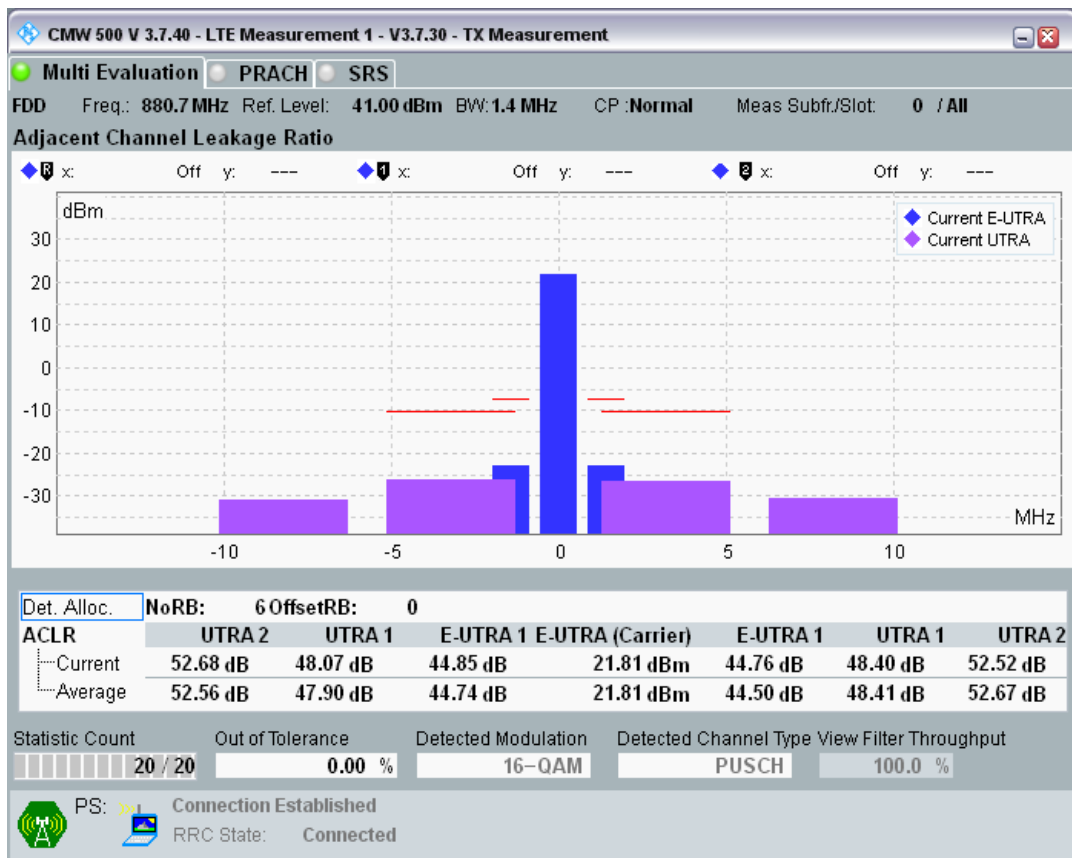 CMW 500 V 3.7.40 - LTE Measurement 1 - V3.7.30 - TX Measurement
Multi Evaluation PRACH SRS
FDD Freq.: 880.7 MHz Ref. Level: 41.00 dBm BW: 1.4 MHz CP :Normal Meas Subfr./Slot: 0 / All
Adjacent Channel Leakage Ratio
R x: Off y: --- 1 x: Off y: --- 2 x: Off y: ---
dBm
Current E-UTRA
Current UTRA
30
20
10
0
-10
-20
-30
MHz
-10 -5 0 5 10
Det. Alloc. NoRB: 6 OffsetRB: 0
ACLR UTRA 2 UTRA 1 E-UTRA 1 E-UTRA (Carrier) E-UTRA 1 UTRA 1 UTRA 2
Current 52.68 dB 48.07 dB 44.85 dB 21.81 dBm 44.76 dB 48.40 dB 52.52 dB
Average 52.56 dB 47.90 dB 44.74 dB 21.81 dBm 44.50 dB 48.41 dB 52.67 dB
Statistic Count Out of Tolerance Detected Modulation Detected Channel Type View Filter Throughput
20 / 20 0.00 % 16-QAM PUSCH 100.0 %
PS: Connection Established
RRC State: Connected